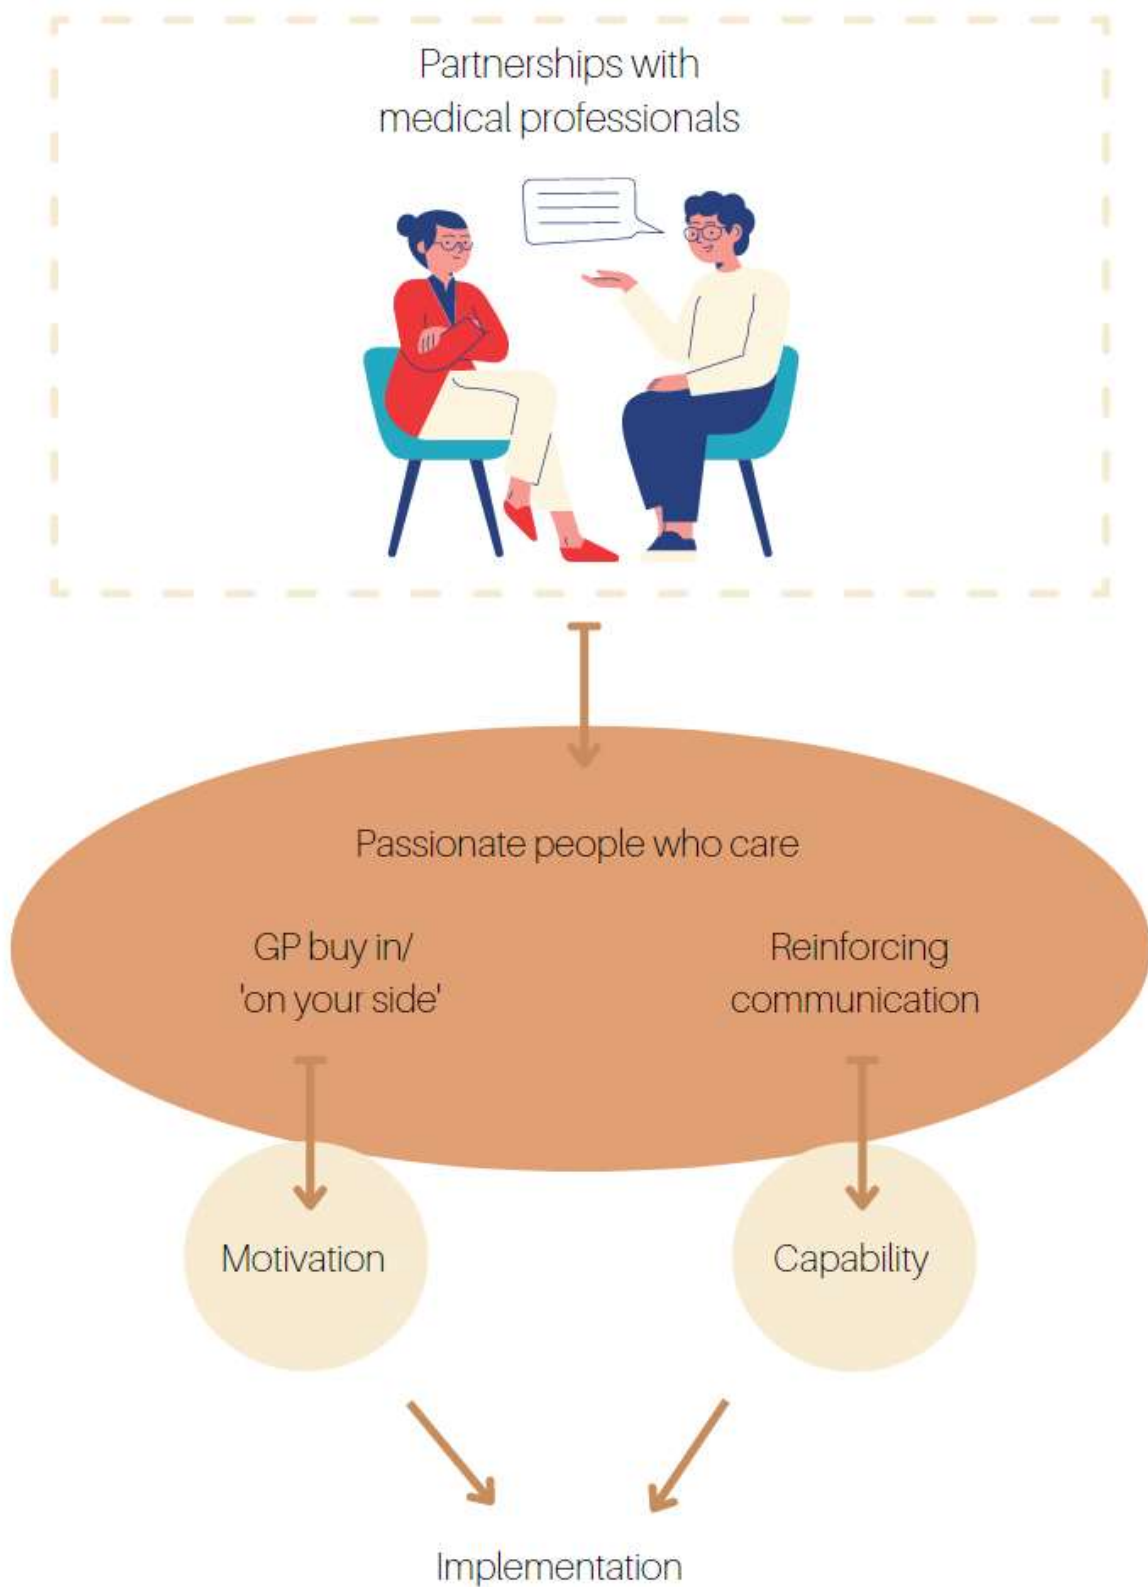 Partnerships with
medical professionals
Passionate people who care
GP buy in/
'on your side'
Reinforcing
communication
Motivation
Capability
Implementation